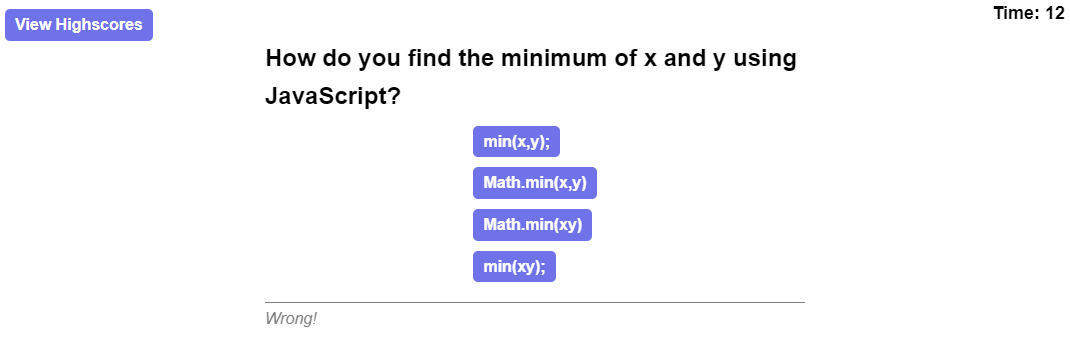 View Highscores
Time: 12
How do you find the minimum of x and y using
JavaScript?
min(x,y);
Math.min(x,y)
Math.min(xy)
min(xy);
Wrong!